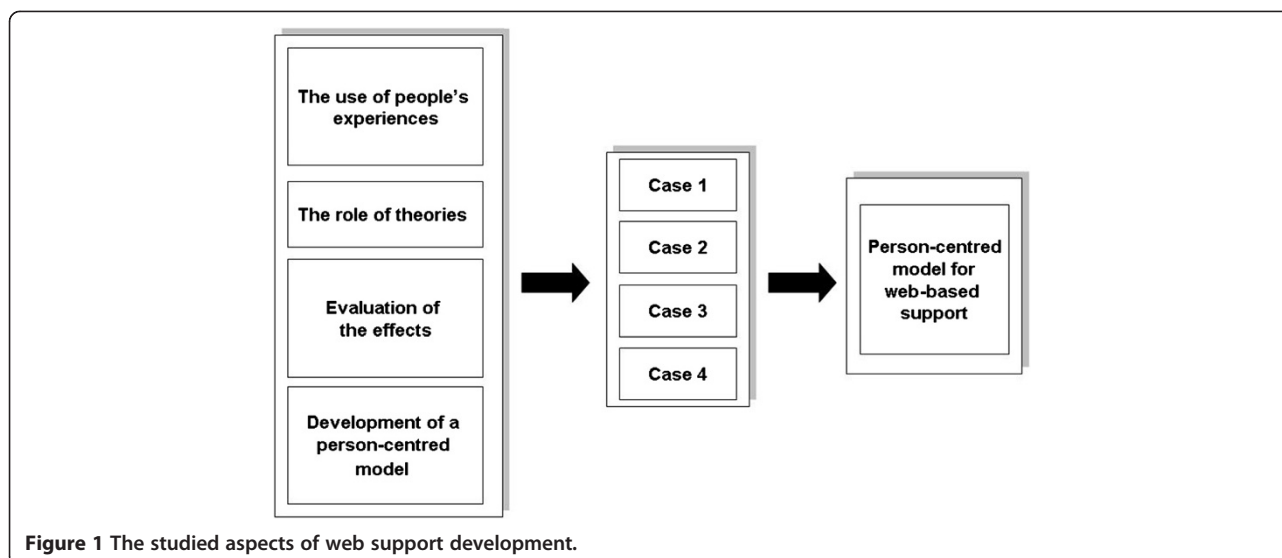 The use of people's
experiences
The role of theories
Evaluation of
the effects
Development of a
person-centred
model
Case 1
Case 2
Case 3
Case 4
Person-centred
model for
web-based
support
Figure 1 The studied aspects of web support development.